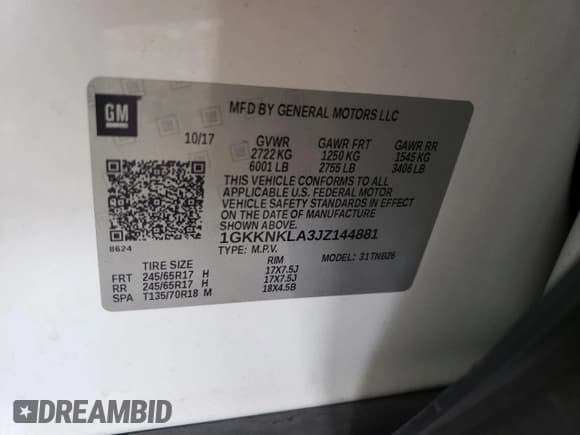 GM
MFD BY GENERAL MOTORS LLC
10/17 GVWR GAWR FRT GAWR RR
2722 KG 1250 KG 1545 KG
6001 LB 2755 LB 3406 LB
THIS VEHICLE CONFORMS TO ALL
APPLICABLE U.S. FEDERAL MOTOR
VEHICLE SAFETY STANDARDS IN EFFECT
ON THE DATE OF MANUFACTURE
SHOWN ABOVE.
1GKKNKLA3JZ144881
8624
TYPE: M.P.V. MODEL: 31TNB26
TIRE SIZE RIM
FRT 245/65R17 H 17X7.5J
RR 245/65R17 H 17X7.5J
SPA T135/70R18 M 18X4.5B
DREAMBID